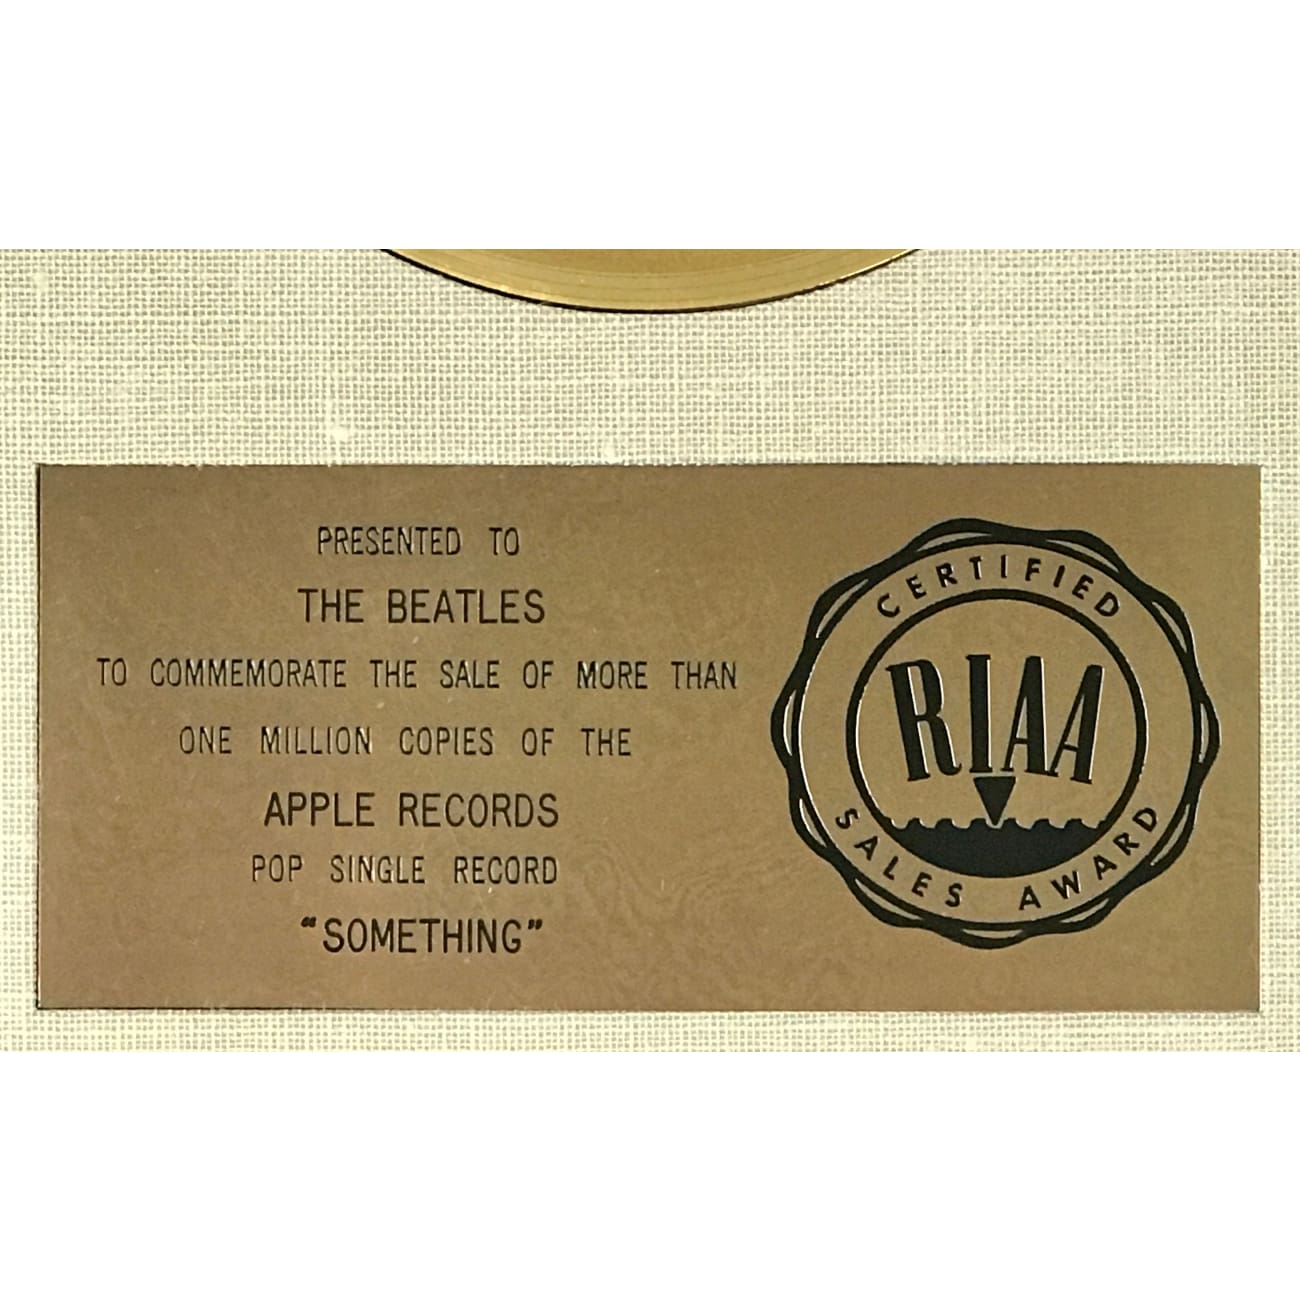 PRESENTED TO
THE BEATLES
TO COMMEMORATE THE SALE OF MORE THAN
ONE MILLION COPIES OF THE
APPLE RECORDS
POP SINGLE RECORD
“SOMETHING”
CERTIFIED
RIAA
SALES AWARD